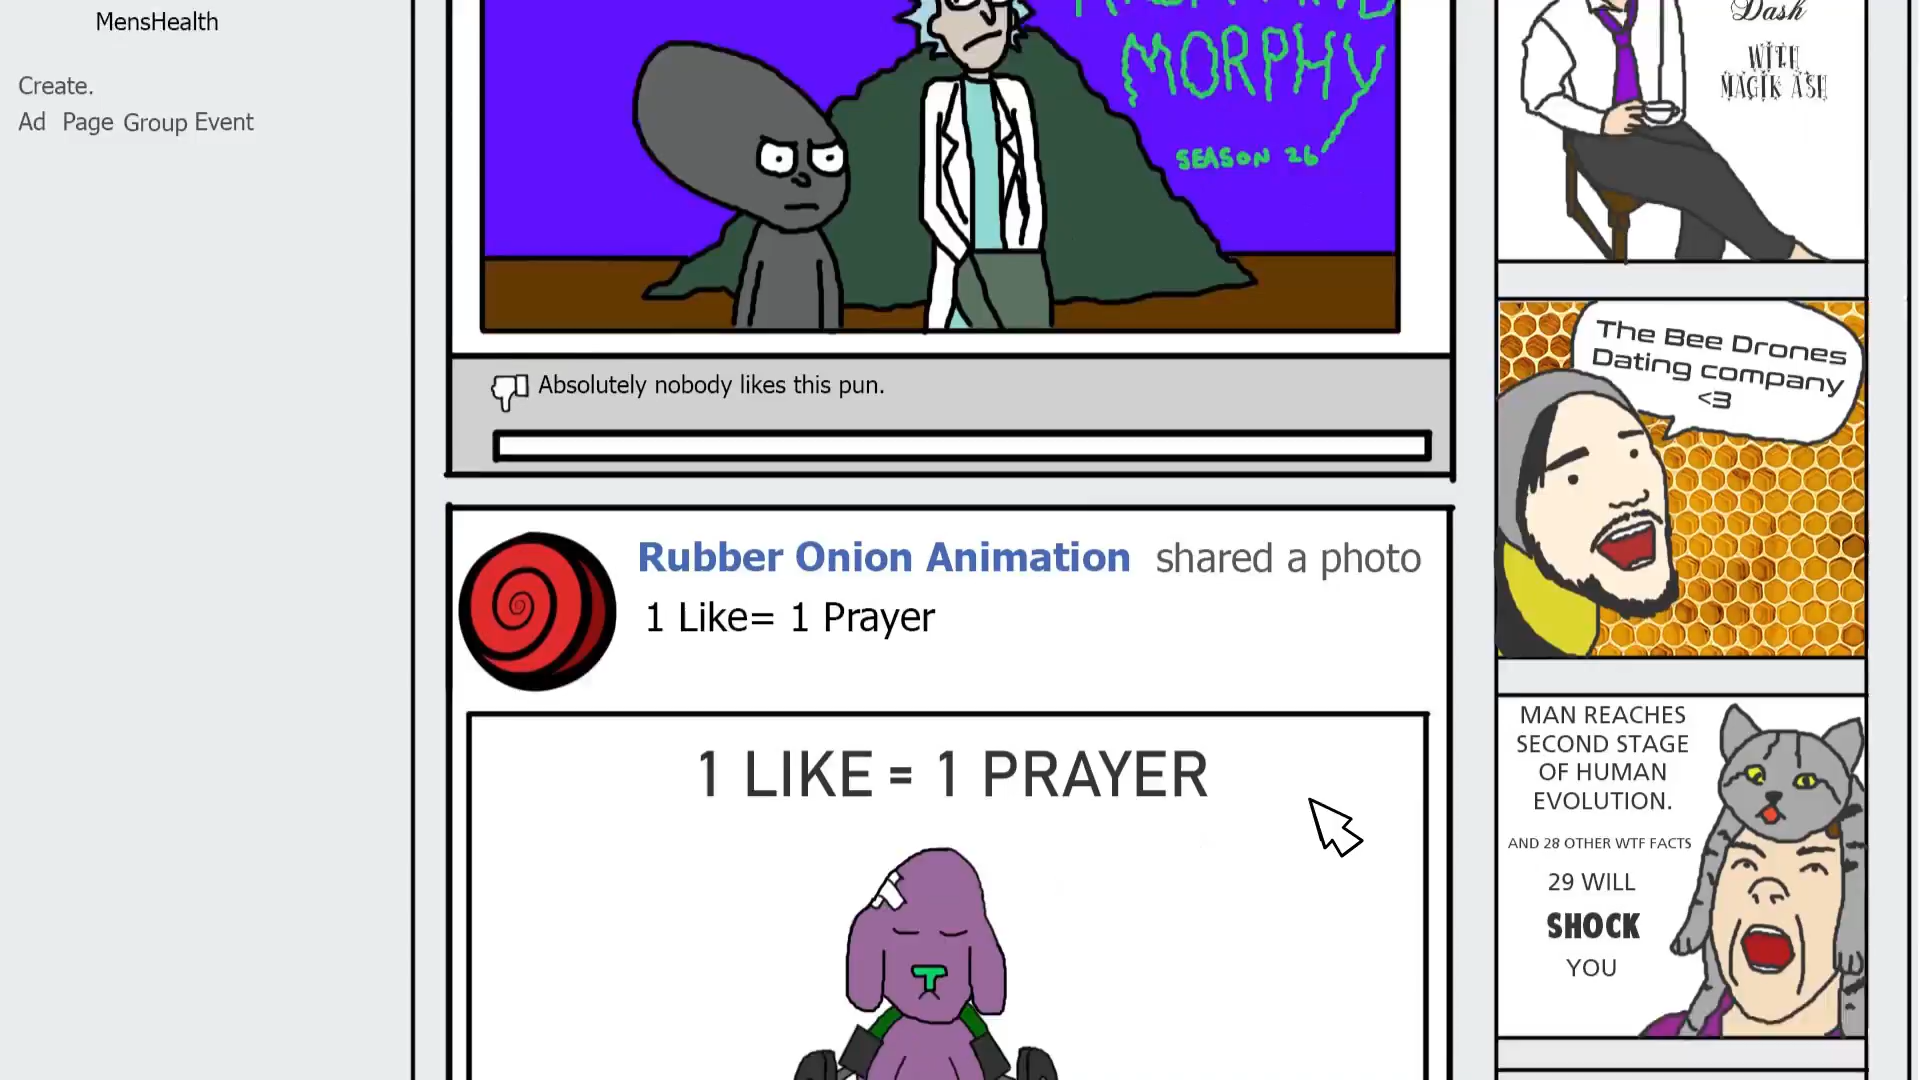 MensHealth
Create.
Ad Page Group Event
MORPHY
SEASON 26
Absolutely nobody likes this pun.
Rubber Onion Animation shared a photo
1 Like= 1 Prayer
1 LIKE = 1 PRAYER
Dash
WITH
MAGIK ASH
The Bee Drones
Dating company
<3
MAN REACHES
SECOND STAGE
OF HUMAN
EVOLUTION.
AND 28 OTHER WTF FACTS
29 WILL
SHOCK
YOU